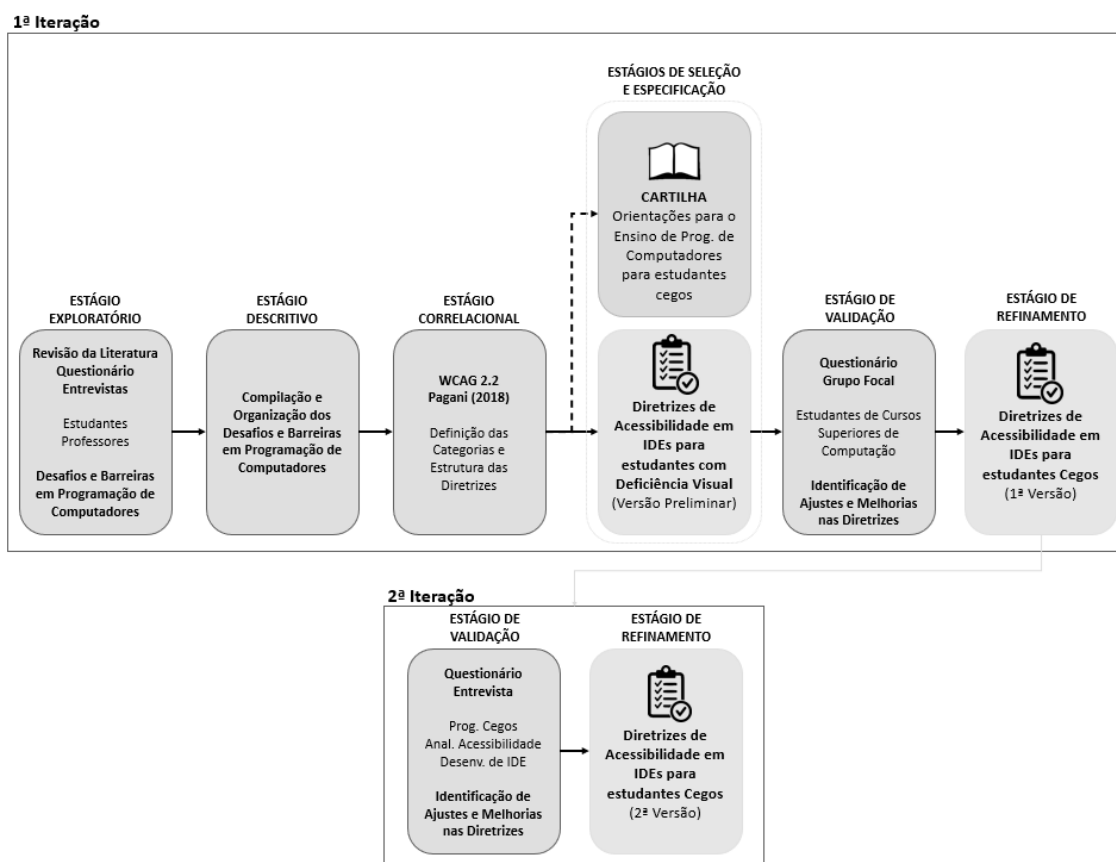 1ª Iteração
ESTÁGIO
EXPLORATÓRIO
Revisão da Literatura
Questionário
Entrevistas
Estudantes
Professores
Desafios e Barreiras
em Programação de
Computadores
ESTÁGIO
DESCRITIVO
Compilação e
Organização dos
Desafios e Barreiras
em Programação de
Computadores
ESTÁGIO
CORRELACIONAL
WCAG 2.2
Pagani (2018)
Definição das
Categorias e
Estrutura das
Diretrizes
ESTÁGIOS DE SELEÇÃO
E ESPECIFICAÇÃO
CARTILHA
Orientações para o
Ensino de Prog. de
Computadores
para estudantes
cegos
Diretrizes de
Acessibilidade em
IDEs para
estudantes com
Deficiência Visual
(Versão Preliminar)
ESTÁGIO DE
VALIDAÇÃO
Questionário
Grupo Focal
Estudantes de Cursos
Superiores de
Computação
Identificação de
Ajustes e Melhorias
nas Diretrizes
ESTÁGIO DE
REFINAMENTO
Diretrizes de
Acessibilidade em
IDEs para
estudantes Cegos
(1ª Versão)
2ª Iteração
ESTÁGIO DE
VALIDAÇÃO
Questionário
Entrevista
Prog. Cegos
Anal. Acessibilidade
Desenv. de IDE
Identificação de
Ajustes e Melhorias
nas Diretrizes
ESTÁGIO DE
REFINAMENTO
Diretrizes de
Acessibilidade em
IDEs para
estudantes Cegos
(2ª Versão)